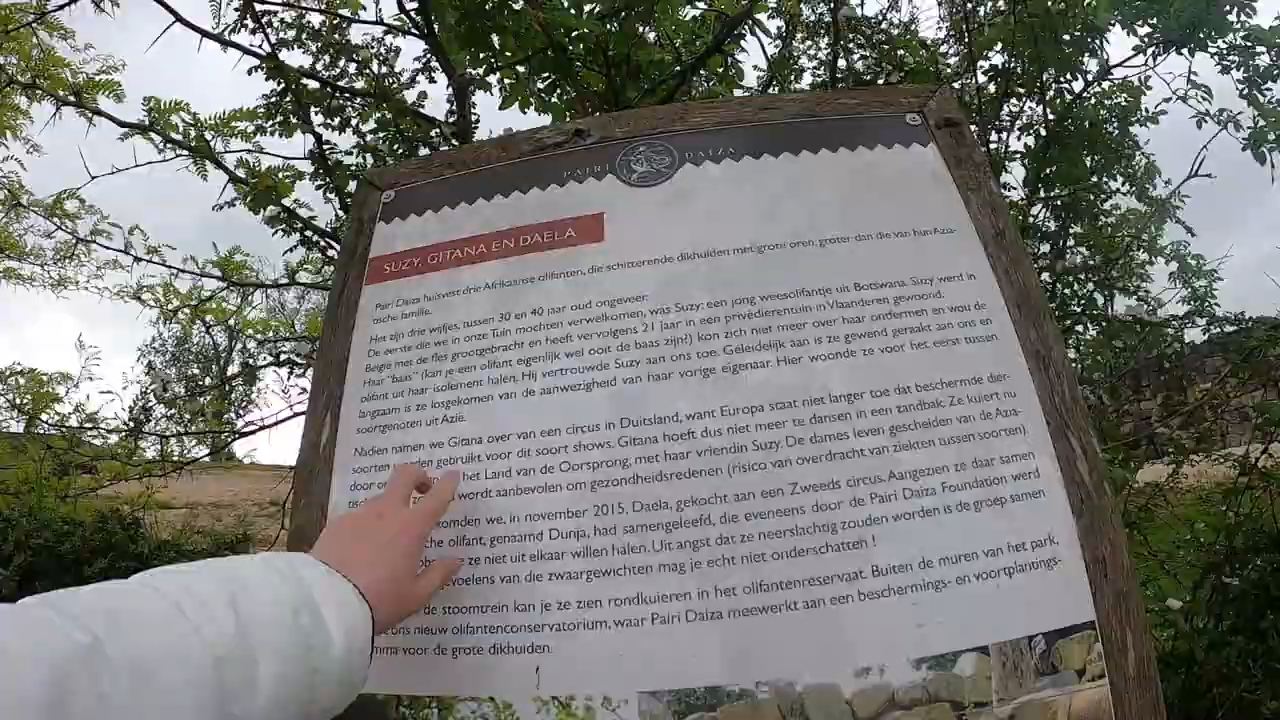 PAIRI DAIZA
SUZY, GITANA EN DAELA
Pairi Daiza huisvest drie Afrikaanse olifanten, die schitterende dikhuiden met grote oren, groter dan die van hun Azia-
tische familie.
Het zijn drie wijfjes, tussen 30 en 40 jaar oud ongeveer.
De eerste die we in onze Tuin mochten verwelkomen, was Suzy: een jong weesolifantje uit Botswana. Suzy werd in
België met de fles grootgebracht en heeft vervolgens 21 jaar in een privédierentuin in Vlaanderen gewoond.
Haar "baas" (kan je een olifant eigenlijk wel ooit de baas zijn?) kon zich niet meer over haar ondermen en wou de
olifant uit haar isolement halen. Hij vertrouwde Suzy aan ons toe. Geleidelijk aan is ze gewend geraakt aan ons en
langzaam is ze losgekomen van de aanwezigheid van haar vorige eigenaar. Hier woonde ze voor het eerst tussen
soortgenoten uit Azië.
Nadien namen we Gitana over van een circus in Duitsland, want Europa staat niet langer toe dat beschermde dier-
soorten gebruikt voor dit soort shows. Gitana hoeft dus niet meer te dansen in een zandbak. Ze kuiert nu
door het Land van de Oorsprong, met haar vriendin Suzy. De dames leven gescheiden van de Azia-
wordt aanbevolen om gezondheidsredenen (risico van overdracht van ziekten tussen soorten).
we, in november 2015, Daela, gekocht aan een Zweeds circus. Aangezien ze daar samen
olifant, genaamd Dunja, had samengeleefd, die eveneens door de Pairi Daiza Foundation werd
ze niet uit elkaar willen halen. Uit angst dat ze neerslachtig zouden worden is de groep samen
van die zwaargewichten mag je echt niet onderschatten !
de stoomtrein kan je ze zien rondkuieren in het olifantenreservaat. Buiten de muren van het park,
ons nieuw olifantenconservatorium, waar Pairi Daiza meewerkt aan een beschermings- en voortplantings-
voor de grote dikhuiden.